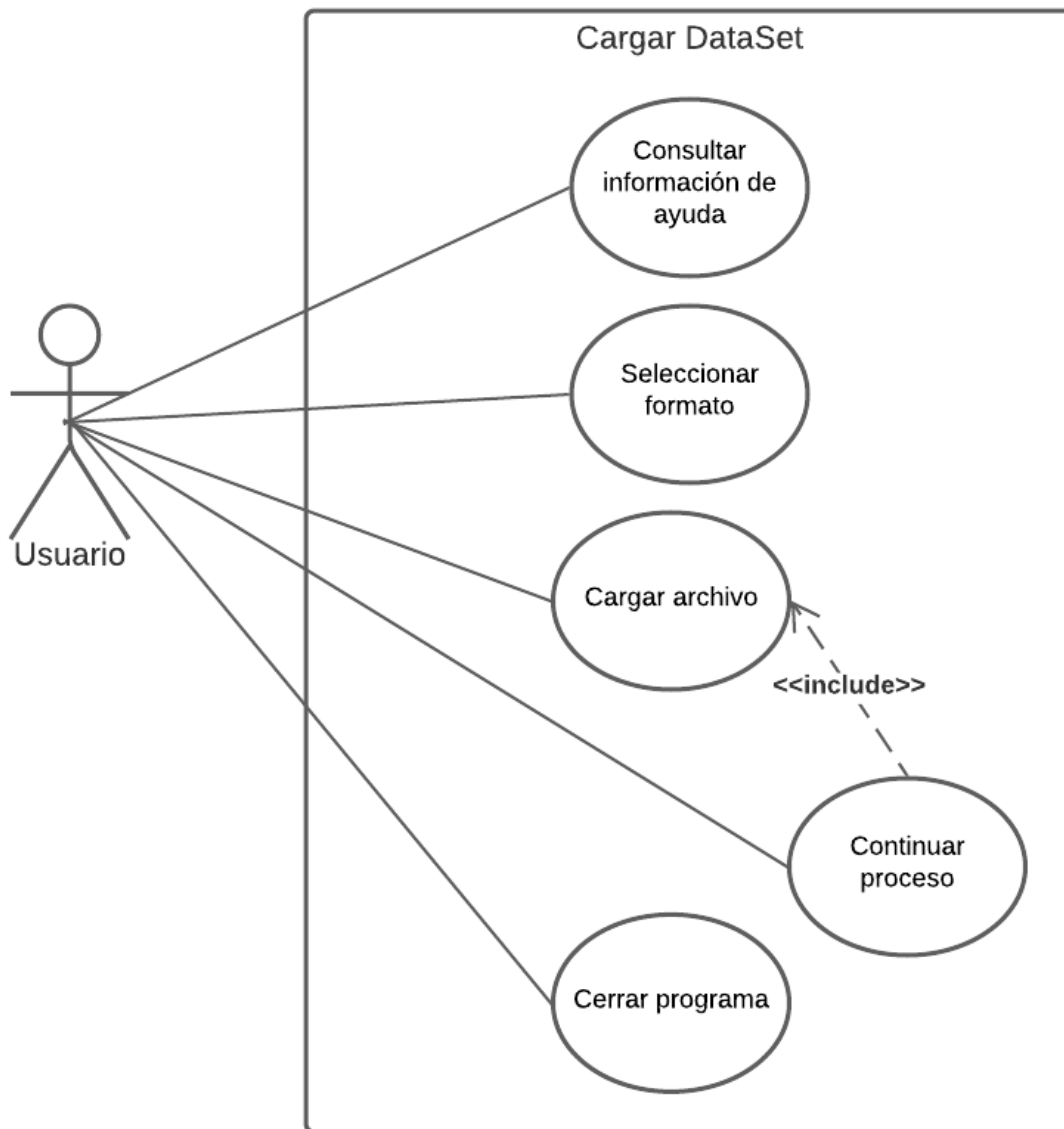 Cargar DataSet
Consultar
información de
ayuda
Seleccionar
formato
Usuario
Cargar archivo
<<include>>
Continuar
proceso
Cerrar programa